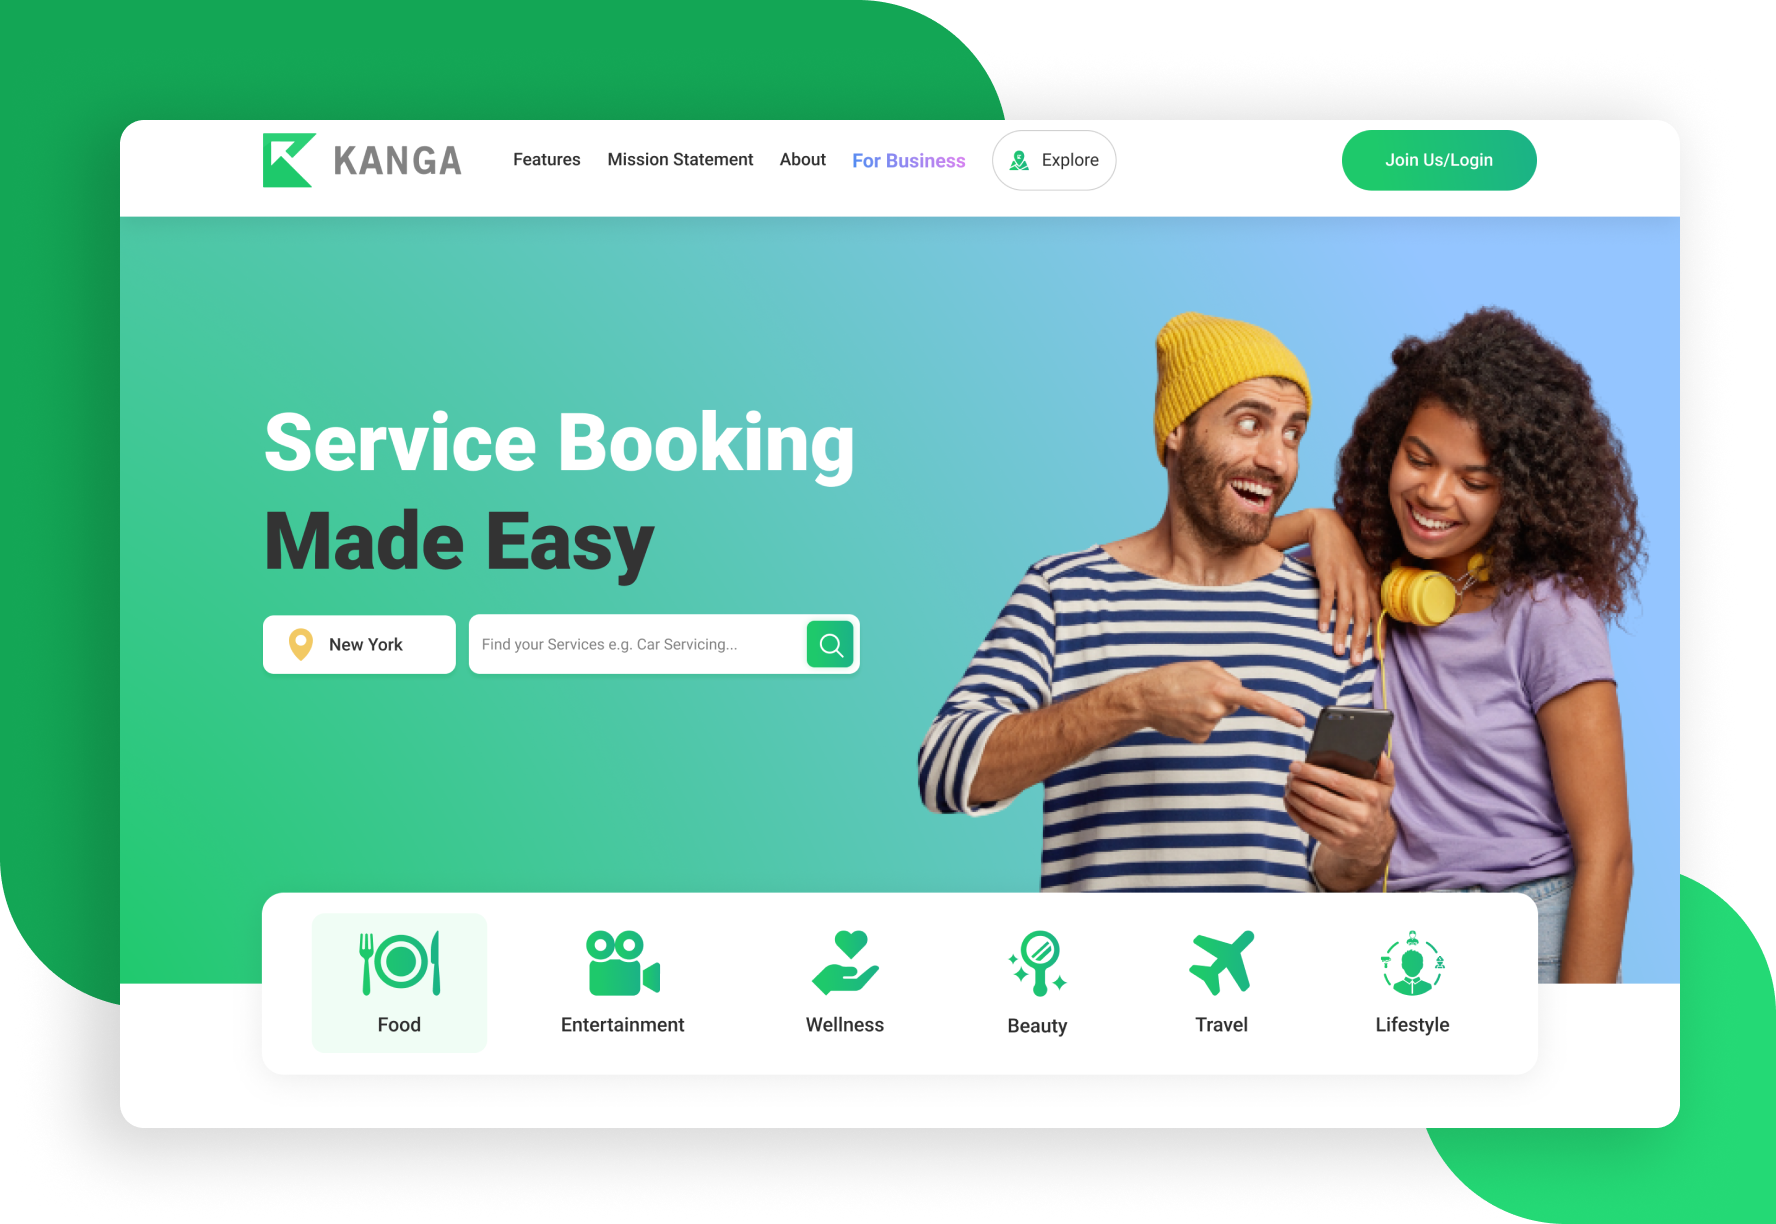 KANGA
Features
Mission Statement
About
For Business
Explore
Join Us/Login
Service Booking
Made Easy
New York
Find your Services e.g. Car Servicing...
Food
Entertainment
Wellness
Beauty
Travel
Lifestyle